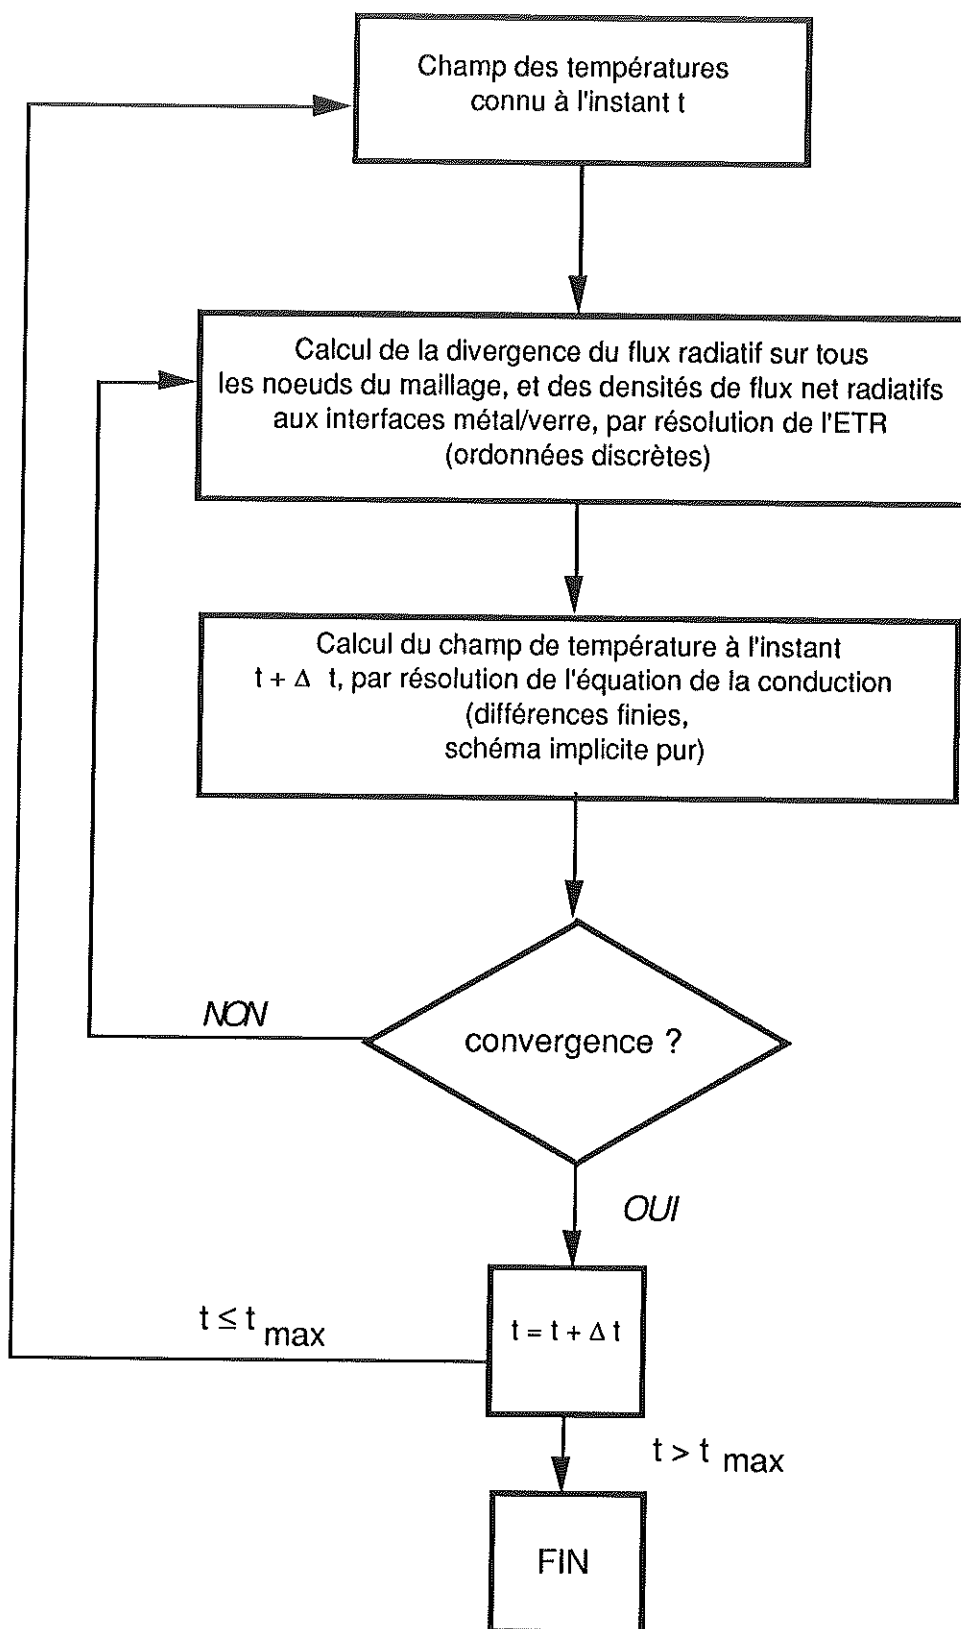 Champ des températures
connu à l'instant t
Calcul de la divergence du flux radiatif sur tous
les noeuds du maillage, et des densités de flux net radiatifs
aux interfaces métal/verre, par résolution de l'ETR
(ordonnées discrètes)
Calcul du champ de température à l'instant
t + Δ t, par résolution de l'équation de la conduction
(différences finies,
schéma implicite pur)
NON
convergence ?
OUI
t ≤ t max
t = t + Δ t
t > t max
FIN